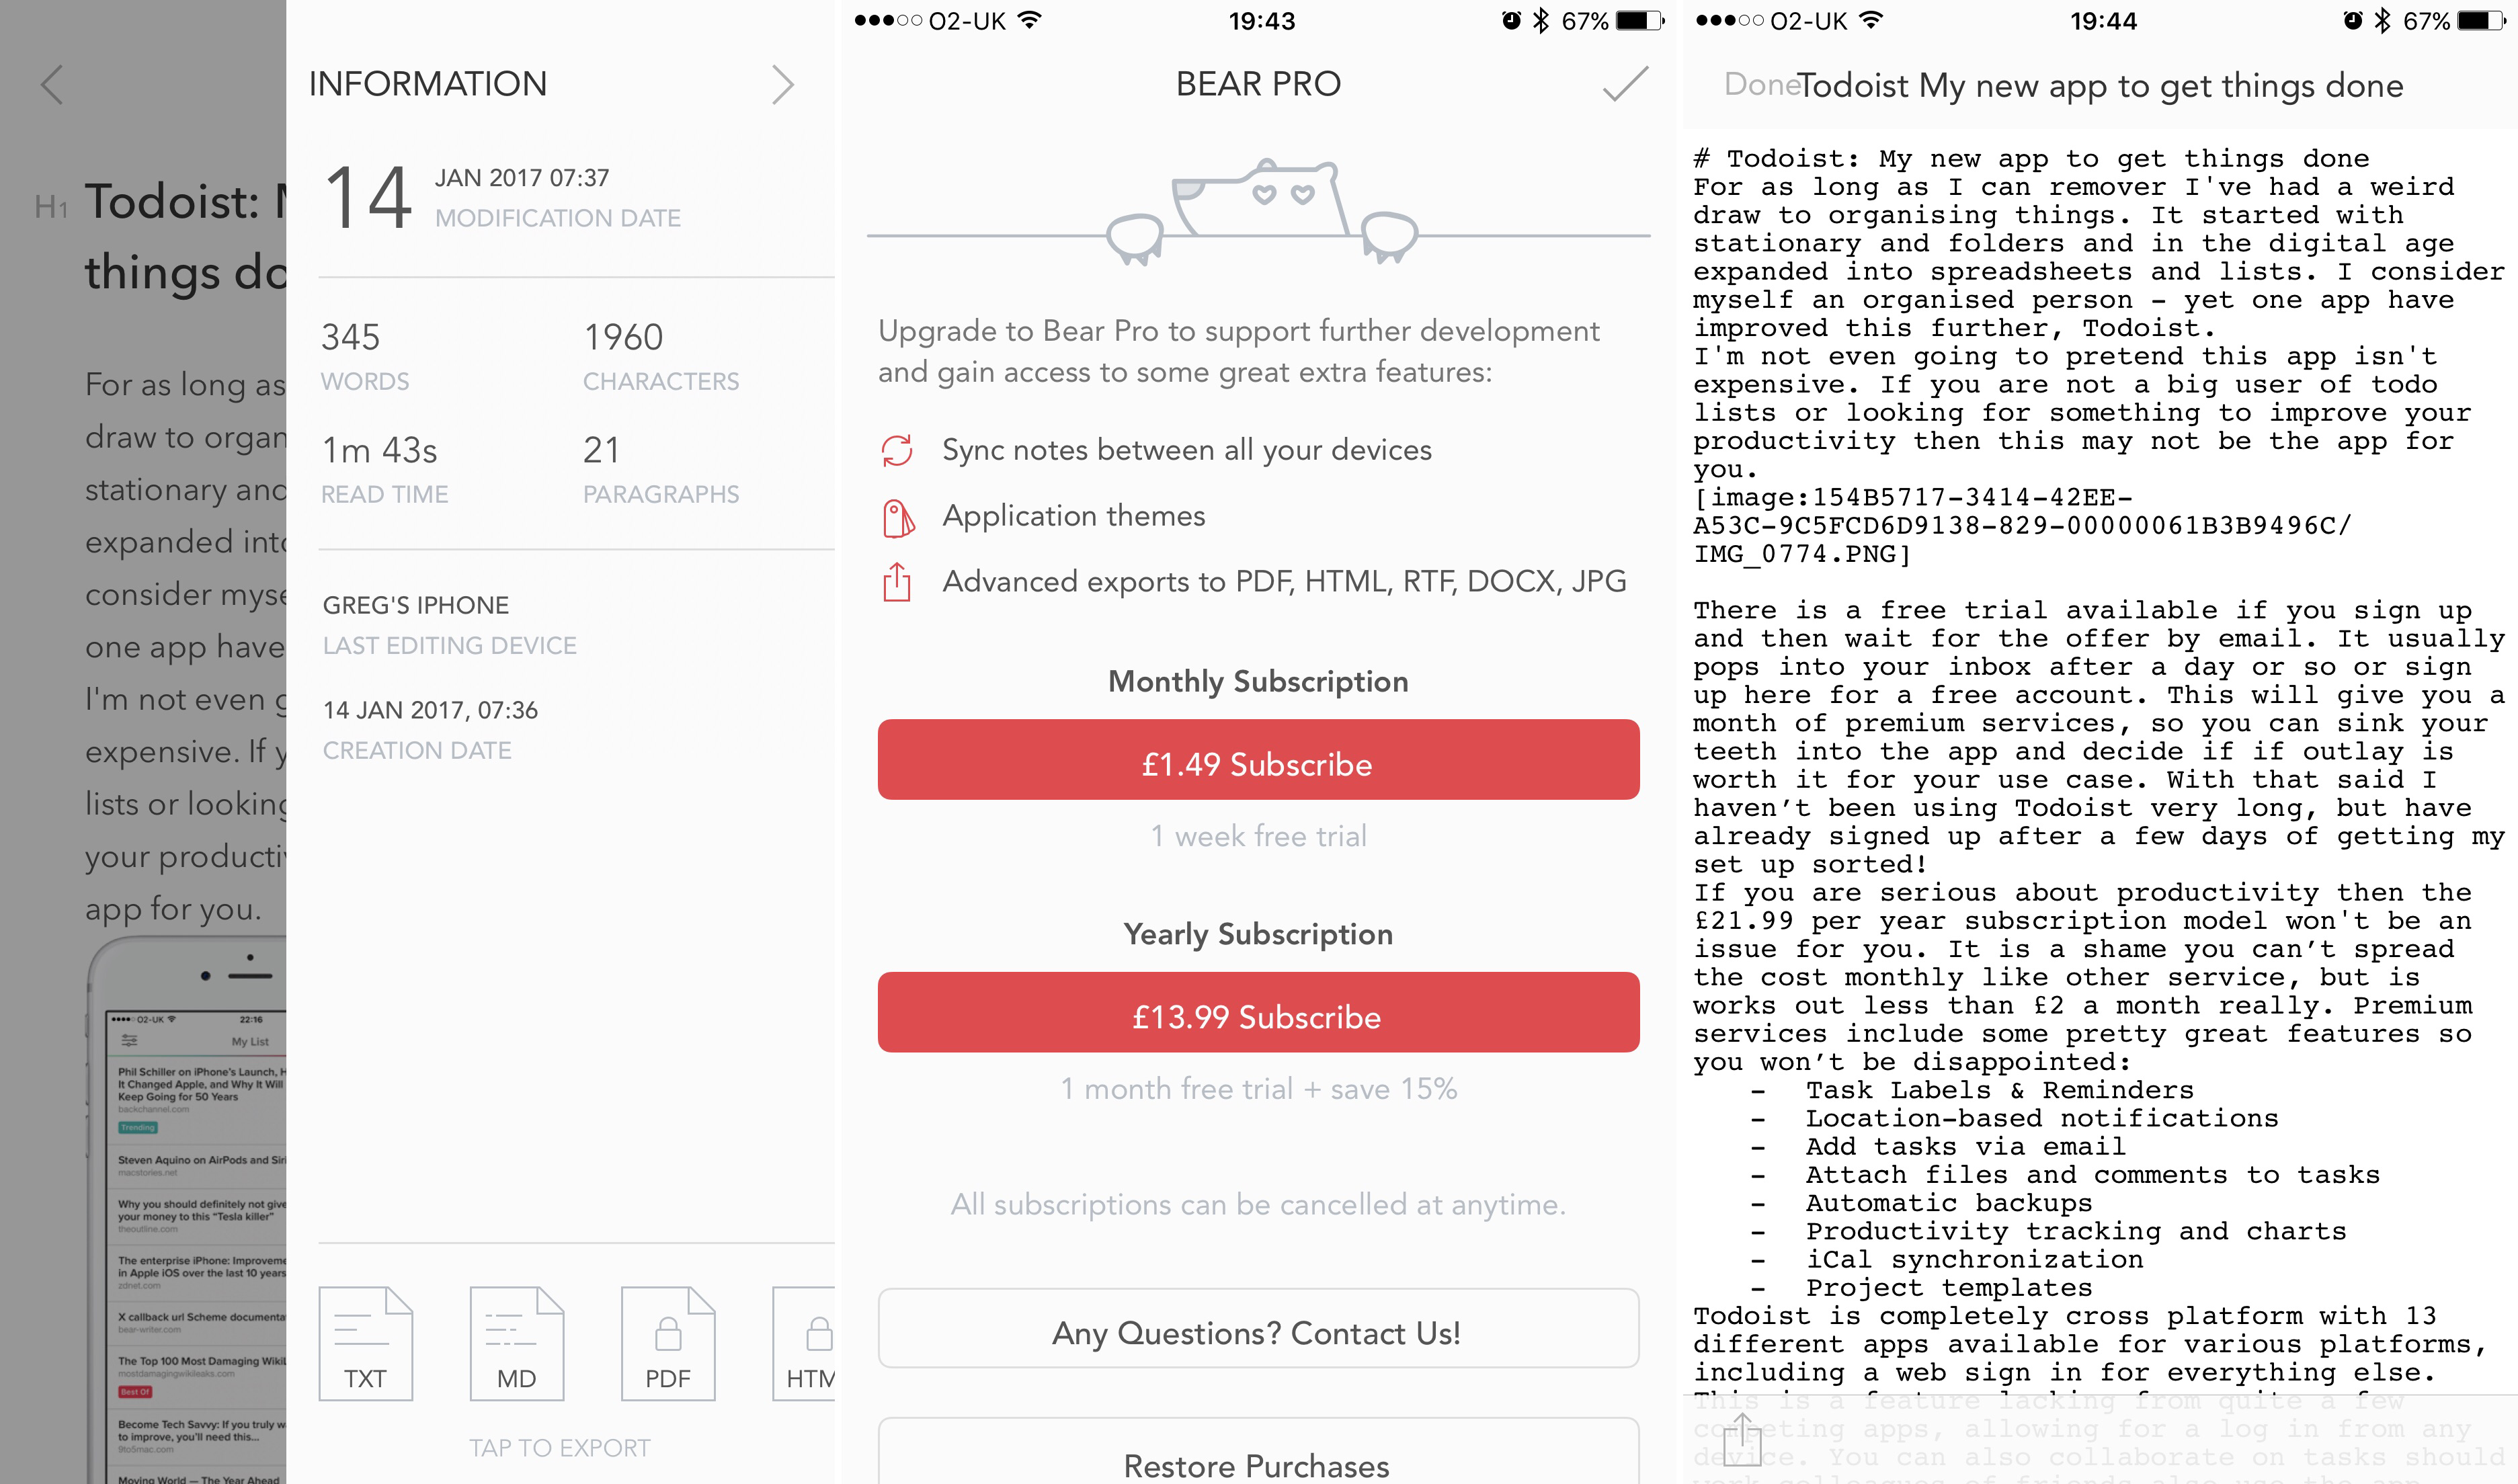 H1 Todoist: M
things do
For as long as
draw to organ
stationary and
expanded into
consider myse
one app have
I'm not even g
expensive. If y
lists or looking
your productiv
app for you.
O2-UK 22:16
My List
Phil Schiller on iPhone's Launch, H
It Changed Apple, and Why It Will
Keep Going for 50 Years
backchannel.com
Trending
Steven Aquino on AirPods and Siri
macstories.net
Why you should definitely not give
your money to this "Tesla killer"
theoutline.com
The enterprise iPhone: Improveme
in Apple iOS over the last 10 years
zdnet.com
X callback url Scheme documenta
bear-writer.com
The Top 100 Most Damaging WikiL
mostdamagingwikileaks.com
Best Of
Become Tech Savvy: If you truly w
to improve, you'll need this...
9to5mac.com
Moving World — The Year Ahead
INFORMATION
14 JAN 2017 07:37
MODIFICATION DATE
345 1960
WORDS CHARACTERS
1m 43s 21
READ TIME PARAGRAPHS
GREG'S IPHONE
LAST EDITING DEVICE
14 JAN 2017, 07:36
CREATION DATE
TXT MD PDF HTM
TAP TO EXPORT
O2-UK 19:43 67%
BEAR PRO
Upgrade to Bear Pro to support further development
and gain access to some great extra features:
Sync notes between all your devices
Application themes
Advanced exports to PDF, HTML, RTF, DOCX, JPG
Monthly Subscription
£1.49 Subscribe
1 week free trial
Yearly Subscription
£13.99 Subscribe
1 month free trial + save 15%
All subscriptions can be cancelled at anytime.
Any Questions? Contact Us!
Restore Purchases
O2-UK 19:44 67%
Done Todoist My new app to get things done
# Todoist: My new app to get things done
For as long as I can remover I've had a weird
draw to organising things. It started with
stationary and folders and in the digital age
expanded into spreadsheets and lists. I consider
myself an organised person – yet one app have
improved this further, Todoist.
I'm not even going to pretend this app isn't
expensive. If you are not a big user of todo
lists or looking for something to improve your
productivity then this may not be the app for
you.
[image:154B5717-3414-42EE-
A53C-9C5FCD6D9138-829-00000061B3B9496C/
IMG_0774.PNG]
There is a free trial available if you sign up
and then wait for the offer by email. It usually
pops into your inbox after a day or so or sign
up here for a free account. This will give you a
month of premium services, so you can sink your
teeth into the app and decide if if outlay is
worth it for your use case. With that said I
haven’t been using Todoist very long, but have
already signed up after a few days of getting my
set up sorted!
If you are serious about productivity then the
£21.99 per year subscription model won't be an
issue for you. It is a shame you can’t spread
the cost monthly like other service, but is
works out less than £2 a month really. Premium
services include some pretty great features so
you won’t be disappointed:
– Task Labels & Reminders
– Location-based notifications
– Add tasks via email
– Attach files and comments to tasks
– Automatic backups
– Productivity tracking and charts
– iCal synchronization
– Project templates
Todoist is completely cross platform with 13
different apps available for various platforms,
including a web sign in for everything else.
This is a feature lacking from quite a few
competing apps, allowing for a log in from any
device. You can also collaborate on tasks should